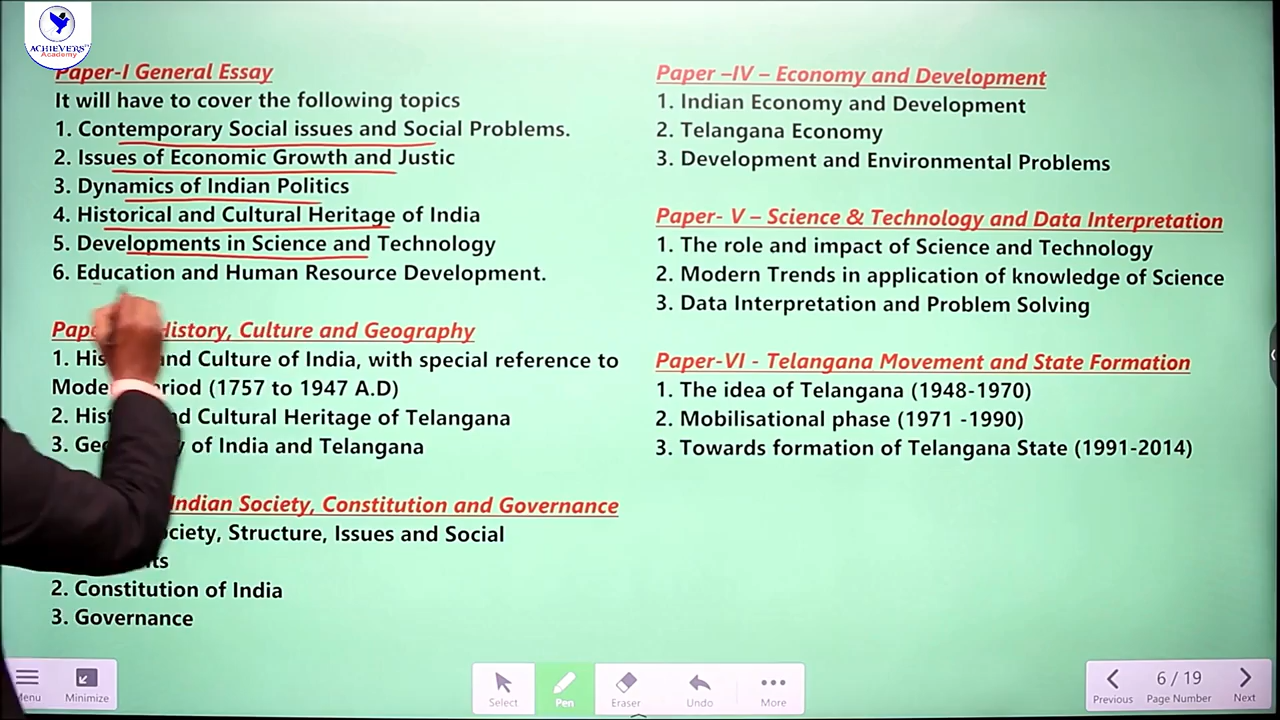 ACHIEVERS
Academy
Paper-I General Essay
It will have to cover the following topics
1. Contemporary Social issues and Social Problems.
2. Issues of Economic Growth and Justic
3. Dynamics of Indian Politics
4. Historical and Cultural Heritage of India
5. Developments in Science and Technology
6. Education and Human Resource Development.
History, Culture and Geography
1. and Culture of India, with special reference to
(1757 to 1947 A.D)
2. Cultural Heritage of Telangana
3. of India and Telangana
Indian Society, Constitution and Governance
Structure, Issues and Social
2. Constitution of India
3. Governance
Paper –IV – Economy and Development
1. Indian Economy and Development
2. Telangana Economy
3. Development and Environmental Problems
Paper- V – Science & Technology and Data Interpretation
1. The role and impact of Science and Technology
2. Modern Trends in application of knowledge of Science
3. Data Interpretation and Problem Solving
Paper-VI - Telangana Movement and State Formation
1. The idea of Telangana (1948-1970)
2. Mobilisational phase (1971 -1990)
3. Towards formation of Telangana State (1991-2014)
Minimize
Select
Pen
Eraser
Undo
More
Previous
6 / 19
Page Number
Next